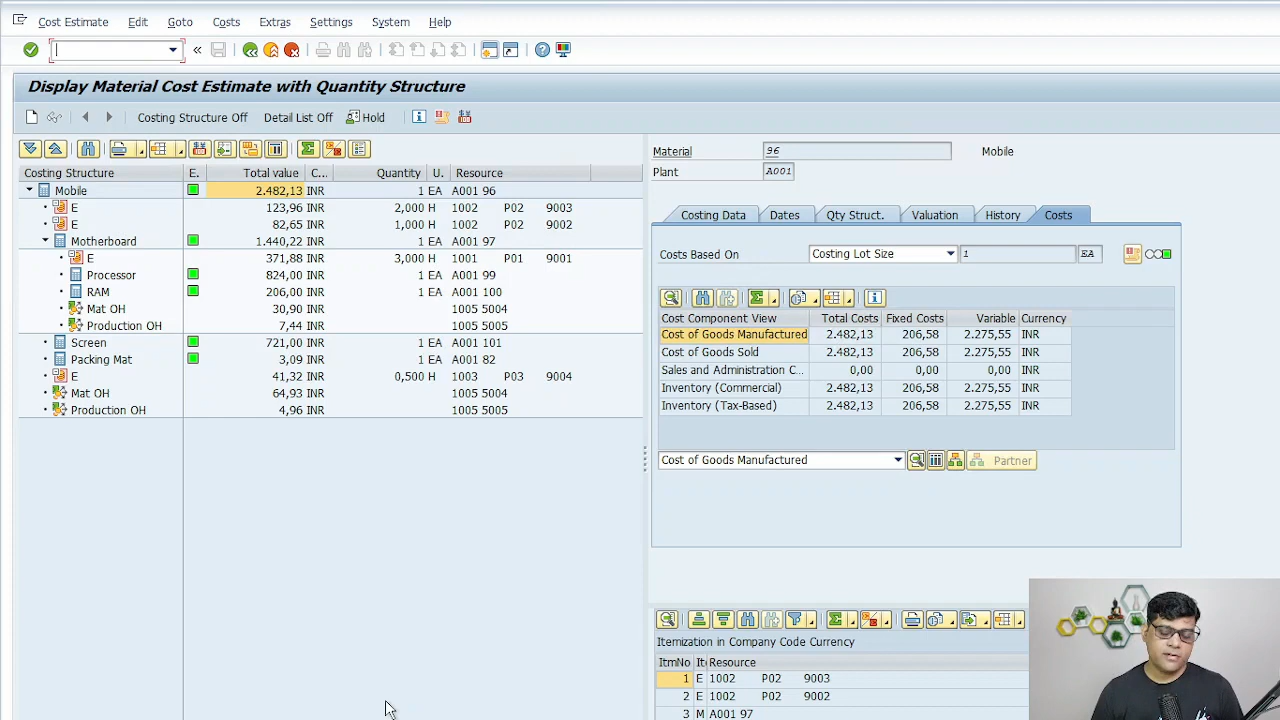 Cost Estimate Edit Goto Costs Extras Settings System Help
Display Material Cost Estimate with Quantity Structure
Costing Structure Off Detail List Off Hold
Costing Structure E. Total value C... Quantity U. Resource
Mobile 2.482,13 INR 1 EA A001 96
E 123,96 INR 2,000 H 1002 P02 9003
E 82,65 INR 1,000 H 1002 P02 9002
Motherboard 1.440,22 INR 1 EA A001 97
E 371,88 INR 3,000 H 1001 P01 9001
Processor 824,00 INR 1 EA A001 99
RAM 206,00 INR 1 EA A001 100
Mat OH 30,90 INR 1005 5004
Production OH 7,44 INR 1005 5005
Screen 721,00 INR 1 EA A001 101
Packing Mat 3,09 INR 1 EA A001 82
E 41,32 INR 0,500 H 1003 P03 9004
Mat OH 64,93 INR 1005 5004
Production OH 4,96 INR 1005 5005
Material 96 Mobile
Plant A001
Costing Data Dates Qty Struct. Valuation History Costs
Costs Based On Costing Lot Size 1 EA
Cost Component View Total Costs Fixed Costs Variable Currency
Cost of Goods Manufactured 2.482,13 206,58 2.275,55 INR
Cost of Goods Sold 2.482,13 206,58 2.275,55 INR
Sales and Administration C... 0,00 0,00 0,00 INR
Inventory (Commercial) 2.482,13 206,58 2.275,55 INR
Inventory (Tax-Based) 2.482,13 206,58 2.275,55 INR
Cost of Goods Manufactured Partner
Itemization in Company Code Currency
ItmNo It Resource
1 E 1002 P02 9003
2 E 1002 P02 9002
3 M A001 97